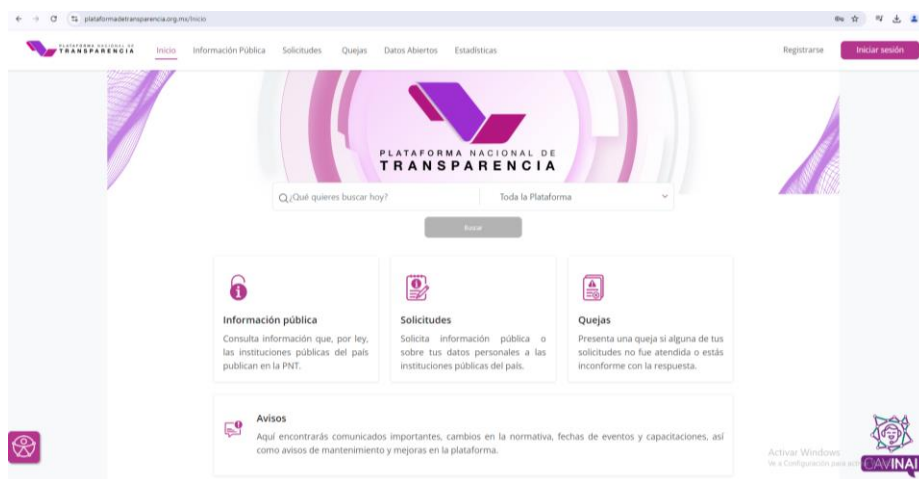 plataformadetransparencia.org.mx/Inicio
PLATAFORMA NACIONAL DE
TRANSPARENCIA
Inicio Información Pública Solicitudes Quejas Datos Abiertos Estadísticas Registrarse Iniciar sesión
PLATAFORMA NACIONAL DE
TRANSPARENCIA
¿Qué quieres buscar hoy? Toda la Plataforma
Buscar
Información pública
Consulta información que, por ley,
las instituciones públicas del país
publican en la PNT.
Solicitudes
Solicita información pública o
sobre tus datos personales a las
instituciones públicas del país.
Quejas
Presenta una queja si alguna de tus
solicitudes no fue atendida o estás
inconforme con la respuesta.
Avisos
Aquí encontrarás comunicados importantes, cambios en la normativa, fechas de eventos y capacitaciones, así
como avisos de mantenimiento y mejoras en la plataforma.
Activar Windows
Ve a Configuración para
CAVINAI